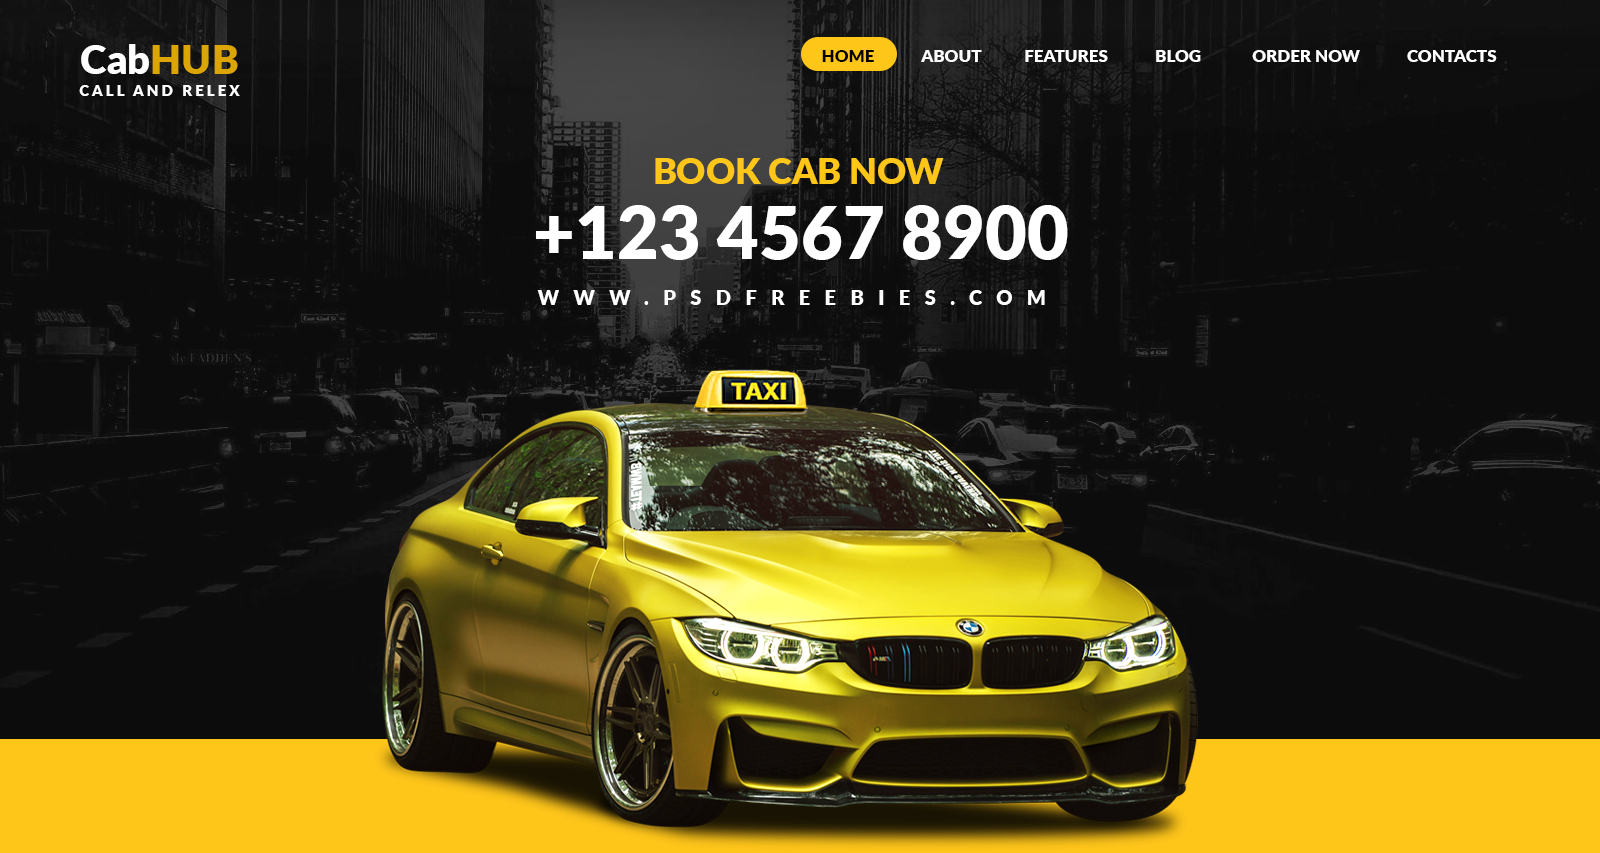 CabHUB
CALL AND RELEX
HOME ABOUT FEATURES BLOG ORDER NOW CONTACTS
BOOK CAB NOW
+123 4567 8900
WWW.PSDFREEBIES.COM
TAXI